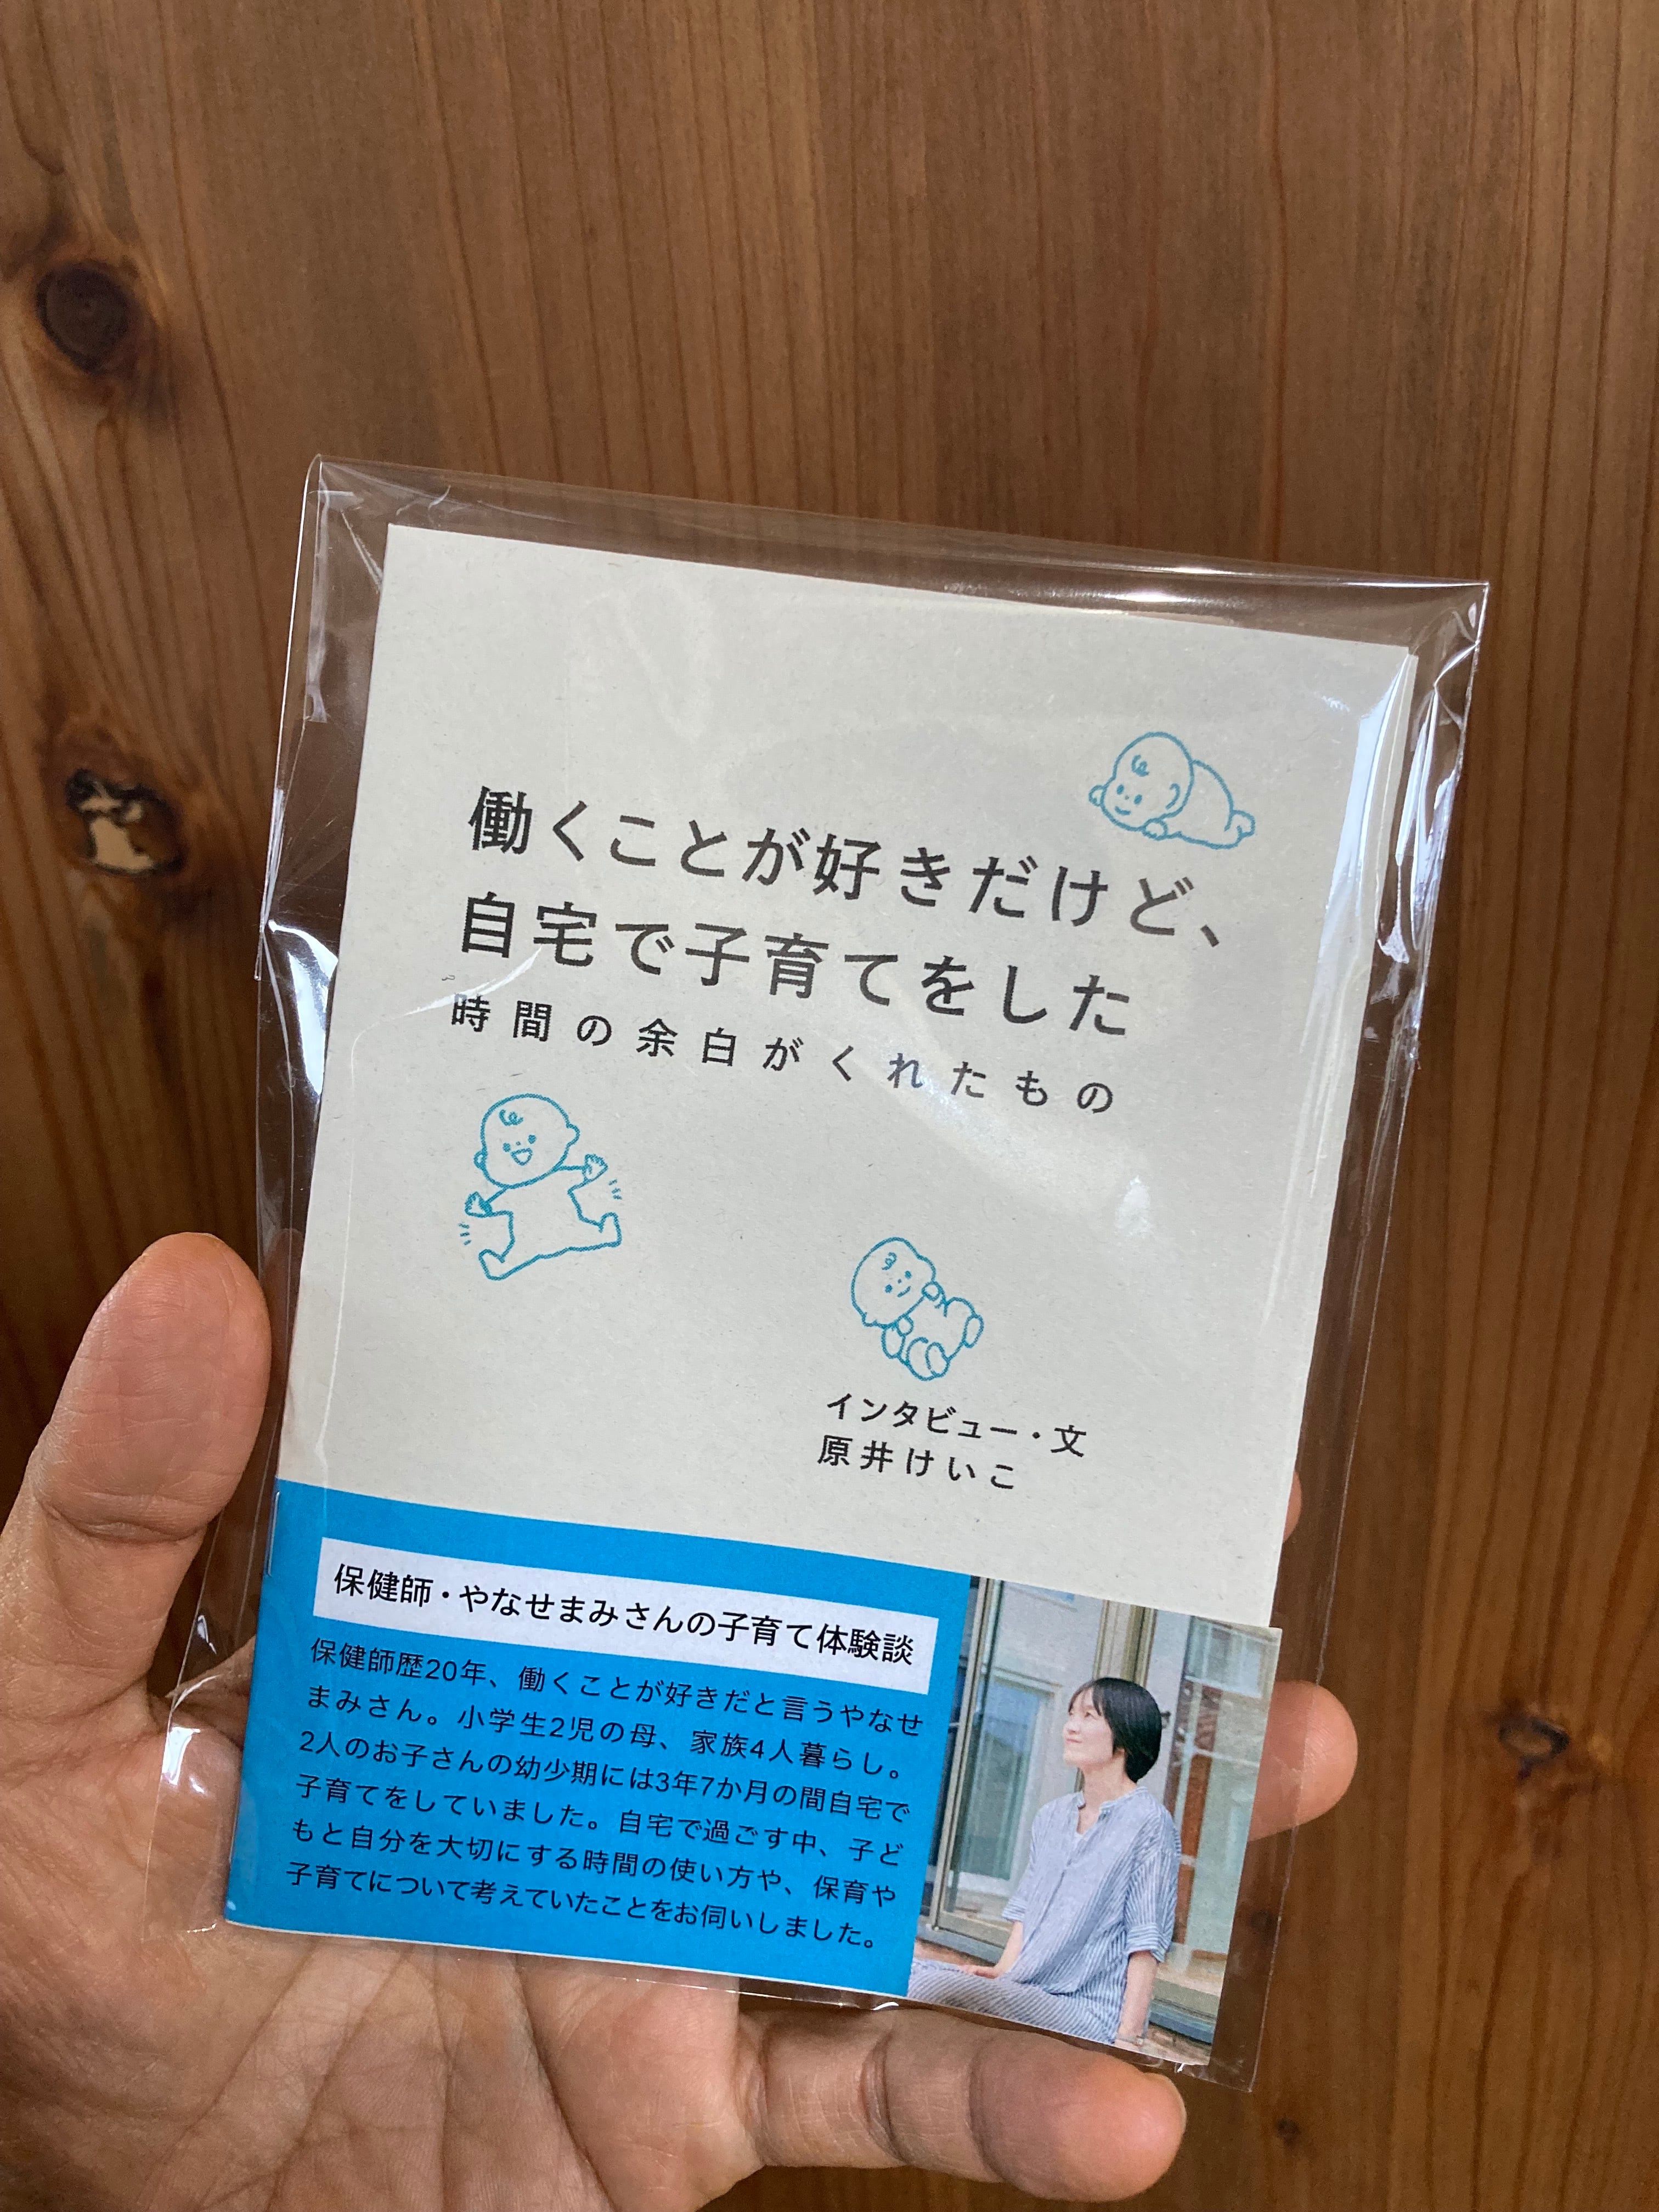 働くことが好きだけど、
自宅で子育てをした
時間の余白がくれたもの
インタビュー・文
原井けいこ
保健師・やなせまみさんの子育て体験談
保健師歴20年、働くことが好きだと言うやなせ
まみさん。小学生2児の母、家族4人暮らし。
2人のお子さんの幼少期には3年7か月の間自宅で
子育てをしていました。自宅で過ごす中、子ど
もと自分を大切にする時間の使い方や、保育や
子育てについて考えていたことをお伺いしました。